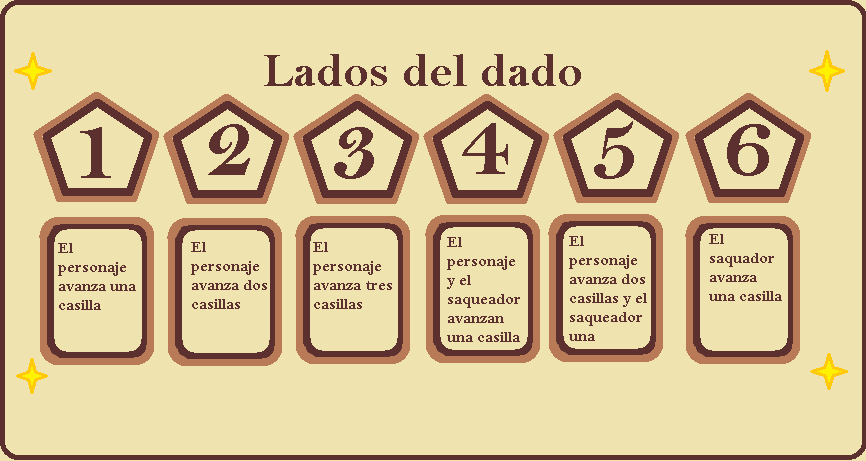 Lados del dado
1 2 3 4 5 6
El
personaje
avanza una
casilla
El
personaje
avanza dos
casillas
El
personaje
avanza tres
casillas
El
personaje
y el
saqueador
avanzan
una casilla
El
personaje
avanza dos
casillas y el
saqueador
una
El
saquador
avanza
una casilla